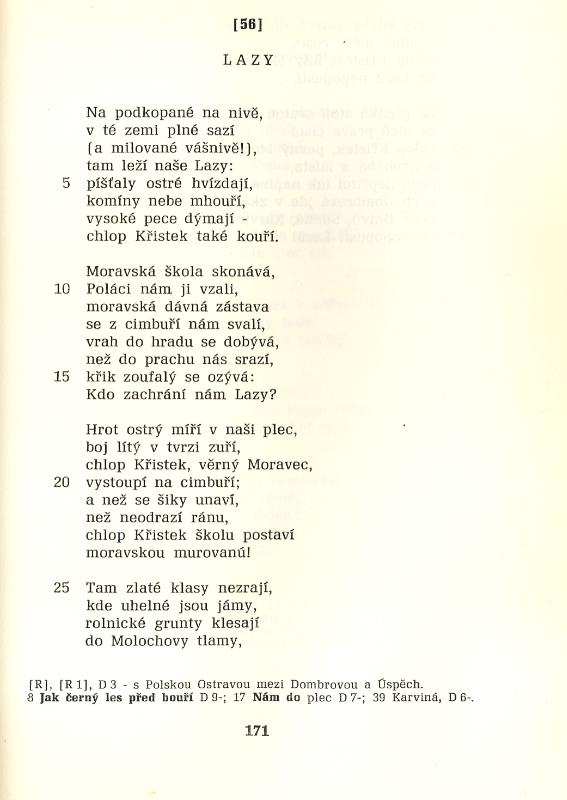 [56]
LAZY
Na podkopané na nivě,
v té zemi plné sazí
(a milované vášnivě!),
tam leží naše Lazy:
5 píšťaly ostré hvízdají,
komíny nebe mhouří,
vysoké pece dýmají -
chlop Křistek také kouří.
Moravská škola skonává,
10 Poláci nám ji vzali,
moravská dávná zástava
se z cimbuří nám svalí,
vrah do hradu se dobývá,
než do prachu nás srazí,
15 křik zoufalý se ozývá:
Kdo zachrání nám Lazy?
Hrot ostrý míří v naši plec,
boj lítý v tvrzi zuří,
chlop Křistek, věrný Moravec,
20 vystoupí na cimbuří;
a než se šiky unaví,
než neodrazí ránu,
chlop Křistek školu postaví
moravskou murovanú!
25 Tam zlaté klasy nezrají,
kde uhelné jsou jámy,
rolnické grunty klesají
do Molochovy tlamy,
[R], [R1], D3 - s Polskou Ostravou mezi Dombrovou a Úspěch.
8 Jak černý les před bouří D9-; 17 Nám do plec D7-; 39 Karviná, D6-.
171